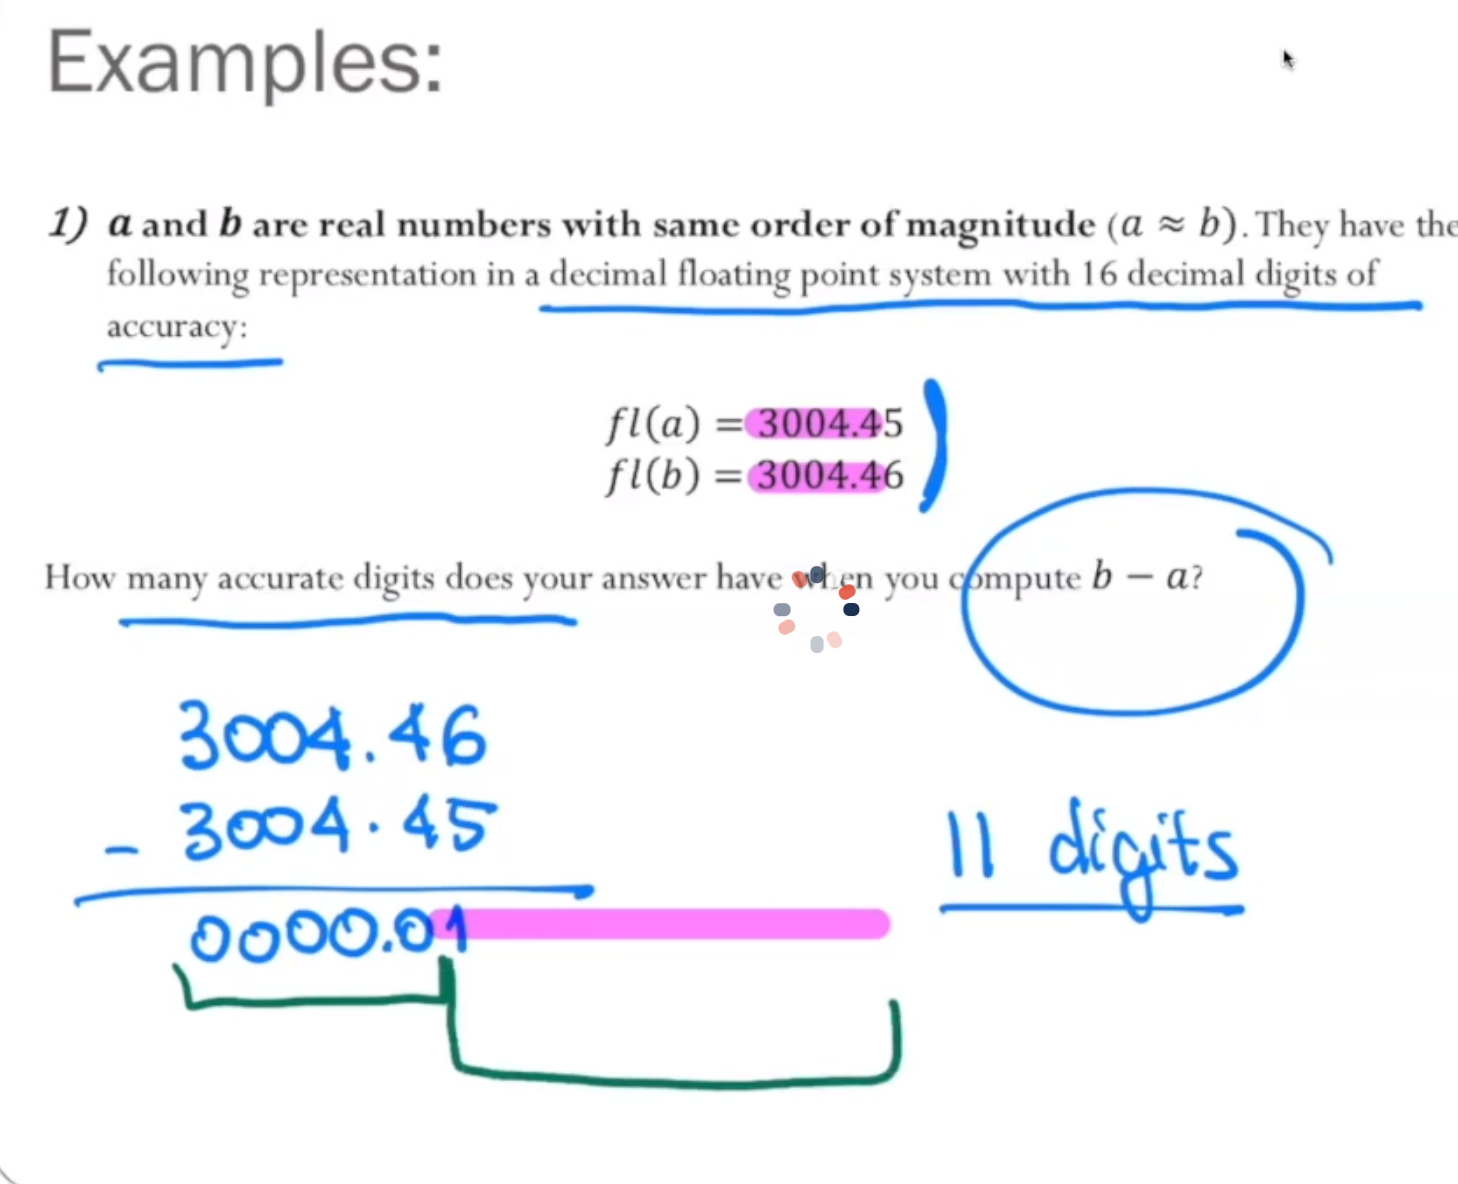 Examples:
1) a and b are real numbers with same order of magnitude (a ≈ b). They have the
following representation in a decimal floating point system with 16 decimal digits of
accuracy:
fl(a) = 3004.45
fl(b) = 3004.46
How many accurate digits does your answer have when you compute b − a?
3004.46
- 3004.45
0000.01
11 digits